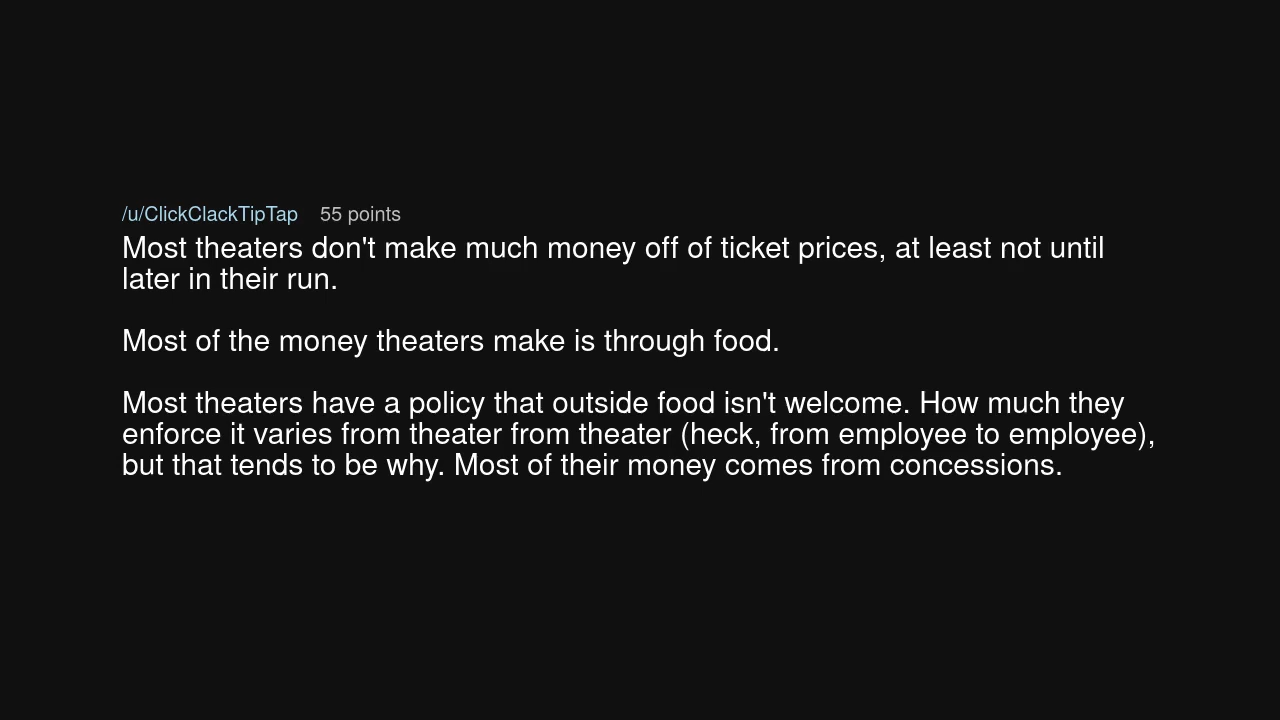 /u/ClickClackTipTap 55 points
Most theaters don't make much money off of ticket prices, at least not until
later in their run.
Most of the money theaters make is through food.
Most theaters have a policy that outside food isn't welcome. How much they
enforce it varies from theater from theater (heck, from employee to employee),
but that tends to be why. Most of their money comes from concessions.